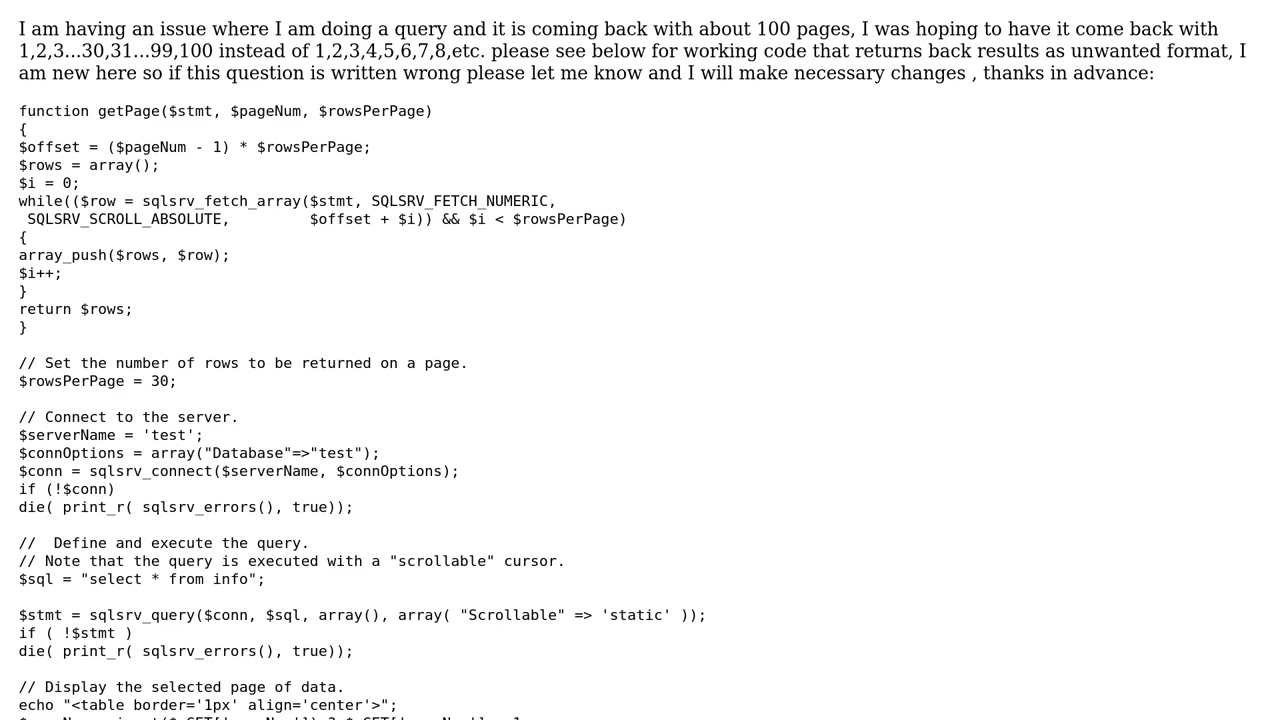 I am having an issue where I am doing a query and it is coming back with about 100 pages, I was hoping to have it come back with
1,2,3...30,31...99,100 instead of 1,2,3,4,5,6,7,8,etc. please see below for working code that returns back results as unwanted format, I
am new here so if this question is written wrong please let me know and I will make necessary changes , thanks in advance:
function getPage($stmt, $pageNum, $rowsPerPage)
{
$offset = ($pageNum - 1) * $rowsPerPage;
$rows = array();
$i = 0;
while(($row = sqlsrv_fetch_array($stmt, SQLSRV_FETCH_NUMERIC,
 SQLSRV_SCROLL_ABSOLUTE,         $offset + $i)) && $i < $rowsPerPage)
{
array_push($rows, $row);
$i++;
}
return $rows;
}
// Set the number of rows to be returned on a page.
$rowsPerPage = 30;
// Connect to the server.
$serverName = 'test';
$connOptions = array("Database"=>"test");
$conn = sqlsrv_connect($serverName, $connOptions);
if (!$conn)
die( print_r( sqlsrv_errors(), true));
//  Define and execute the query.
// Note that the query is executed with a "scrollable" cursor.
$sql = "select * from info";
$stmt = sqlsrv_query($conn, $sql, array(), array( "Scrollable" => 'static' ));
if ( !$stmt )
die( print_r( sqlsrv_errors(), true));
// Display the selected page of data.
echo "<table border='1px' align='center'>";